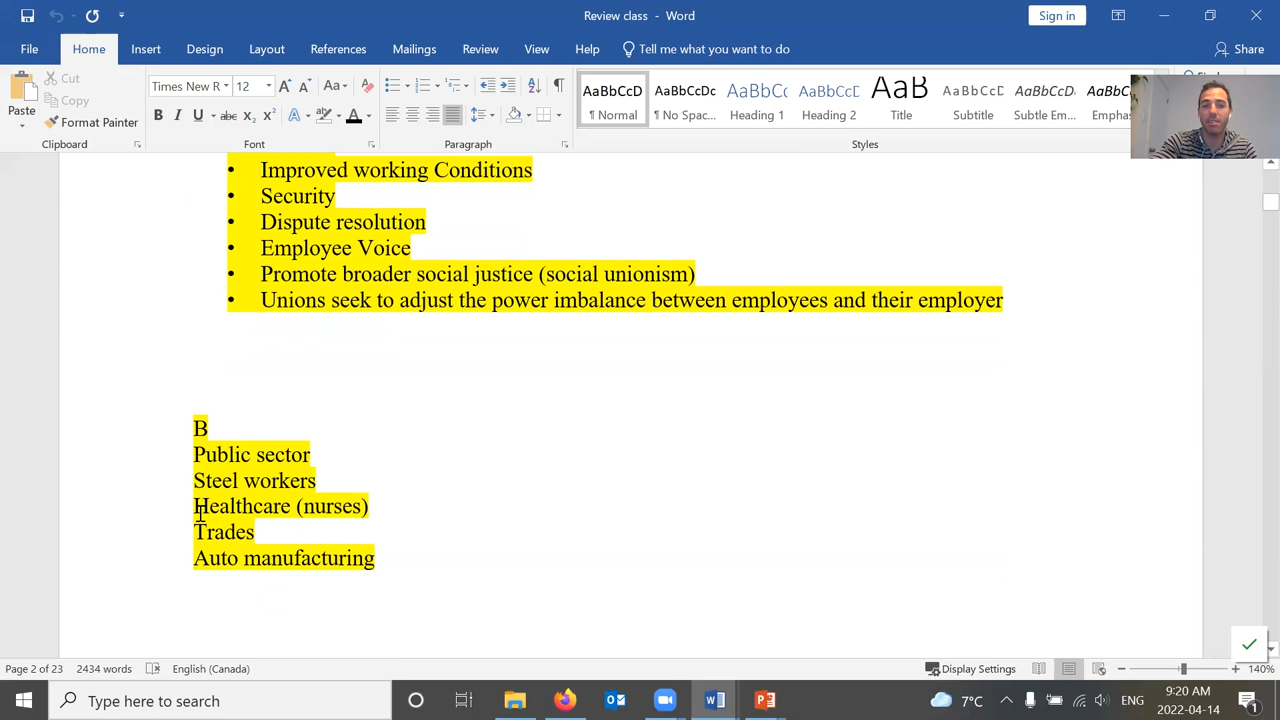 Review class - Word
Sign in
File Home Insert Design Layout References Mailings Review View Help Tell me what you want to do Share
Paste
Cut
Copy
Format Painter
Times New R 12
AaBbCcD AaBbCcDc AaBbCc AaBbCcD AaB AaBbCcD AaBbCcDc
¶ Normal ¶ No Spac... Heading 1 Heading 2 Title Subtitle Subtle Em...
Clipboard Font Paragraph Styles
• Improved working Conditions
• Security
• Dispute resolution
• Employee Voice
• Promote broader social justice (social unionism)
• Unions seek to adjust the power imbalance between employees and their employer
B
Public sector
Steel workers
Healthcare (nurses)
Trades
Auto manufacturing
Page 2 of 23 2434 words English (Canada) Display Settings 140%
Type here to search 7°C ENG 9:20 AM
2022-04-14